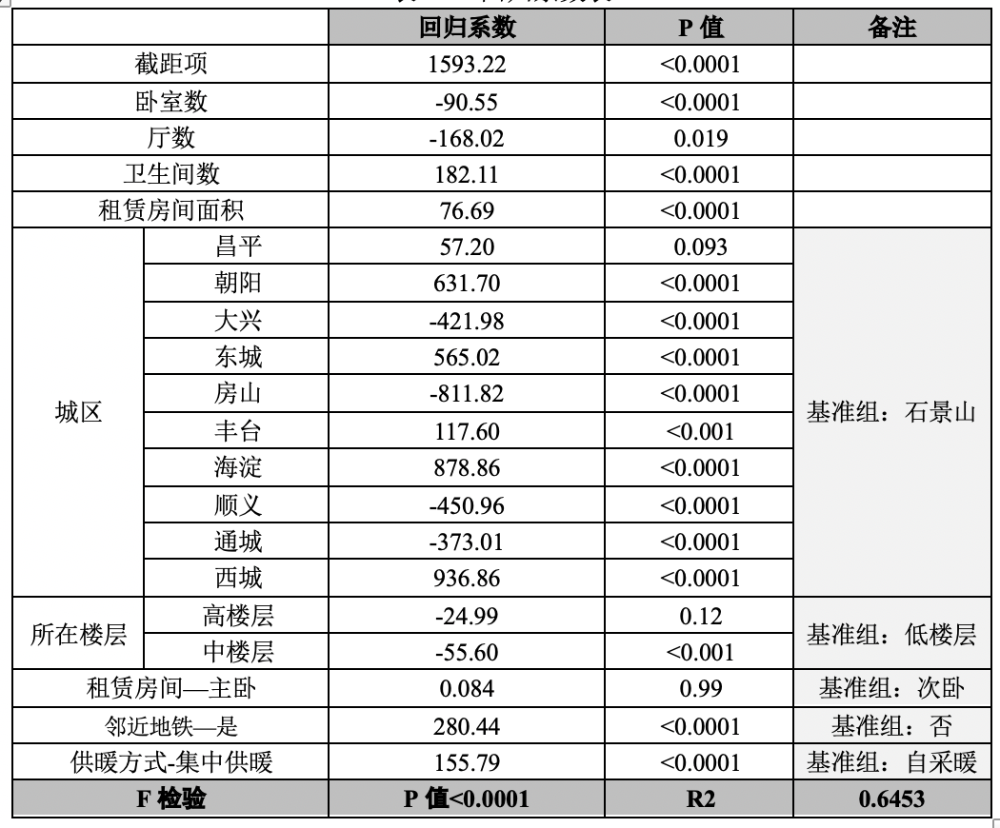 回归系数 P 值 备注
截距项 1593.22 <0.0001
卧室数 -90.55 <0.0001
厅数 -168.02 0.019
卫生间数 182.11 <0.0001
租赁房间面积 76.69 <0.0001
城区 昌平 57.20 0.093 基准组：石景山
朝阳 631.70 <0.0001
大兴 -421.98 <0.0001
东城 565.02 <0.0001
房山 -811.82 <0.0001
丰台 117.60 <0.001
海淀 878.86 <0.0001
顺义 -450.96 <0.0001
通城 -373.01 <0.0001
西城 936.86 <0.0001
所在楼层 高楼层 -24.99 0.12 基准组：低楼层
中楼层 -55.60 <0.001
租赁房间—主卧 0.084 0.99 基准组：次卧
邻近地铁—是 280.44 <0.0001 基准组：否
供暖方式-集中供暖 155.79 <0.0001 基准组：自采暖
F 检验 P 值<0.0001 R2 0.6453